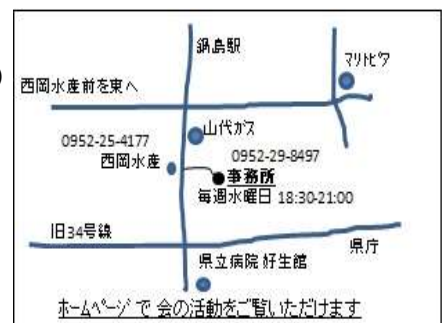 鍋島駅
マリトピア
西岡水産前を東へ
山代ガス
0952-25-4177
西岡水産
0952-29-8497
事務所
毎週水曜日 18:30-21:00
旧34号線
県庁
県立病院 好生館
ホームページで 会の活動をご覧いただけます